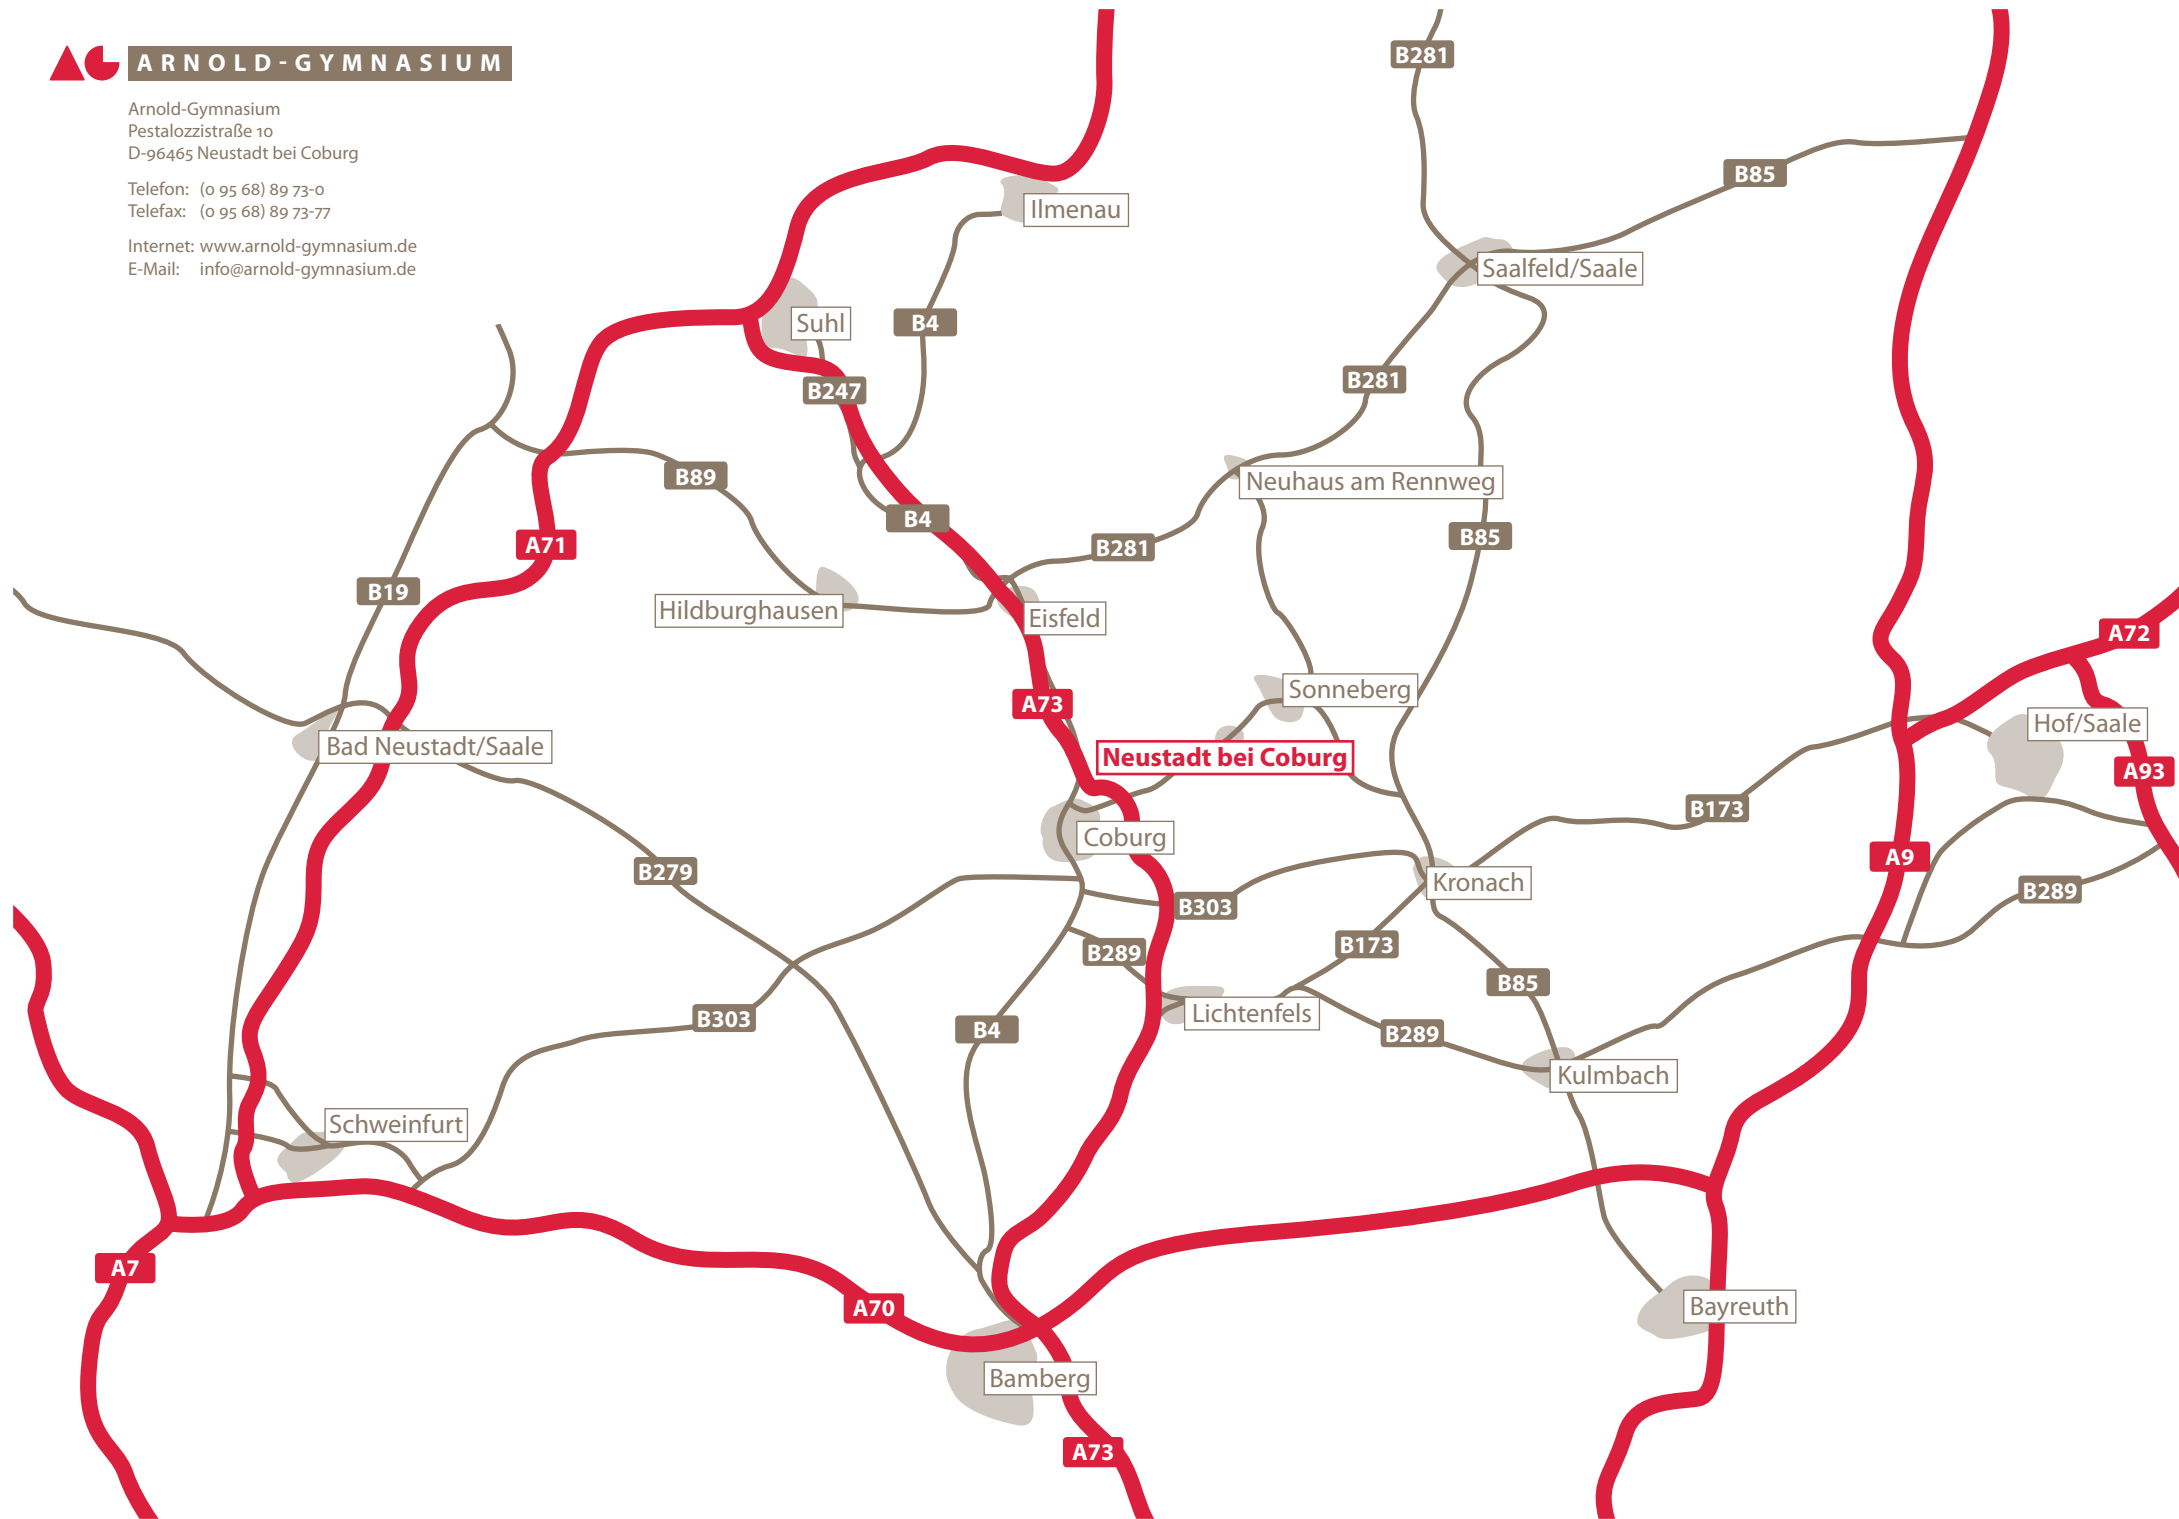 ARNOLD-GYMNASIUM
Arnold-Gymnasium
Pestalozzistraße 10
D-96465 Neustadt bei Coburg
Telefon: (0 95 68) 89 73-0
Telefax: (0 95 68) 89 73-77
Internet: www.arnold-gymnasium.de
E-Mail: info@arnold-gymnasium.de
B281
B85
Ilmenau
Saalfeld/Saale
Suhl
B4
B247
B281
B89
Neuhaus am Rennweg
B4
B85
A71
B281
B19
Hildburghausen
Eisfeld
A72
Sonneberg
A73
Hof/Saale
Bad Neustadt/Saale
Neustadt bei Coburg
A93
B173
Coburg
A9
B279
Kronach
B289
B303
B173
B289
B85
Lichtenfels
B303
B4
B289
Kulmbach
Schweinfurt
A7
A70
Bayreuth
Bamberg
A73